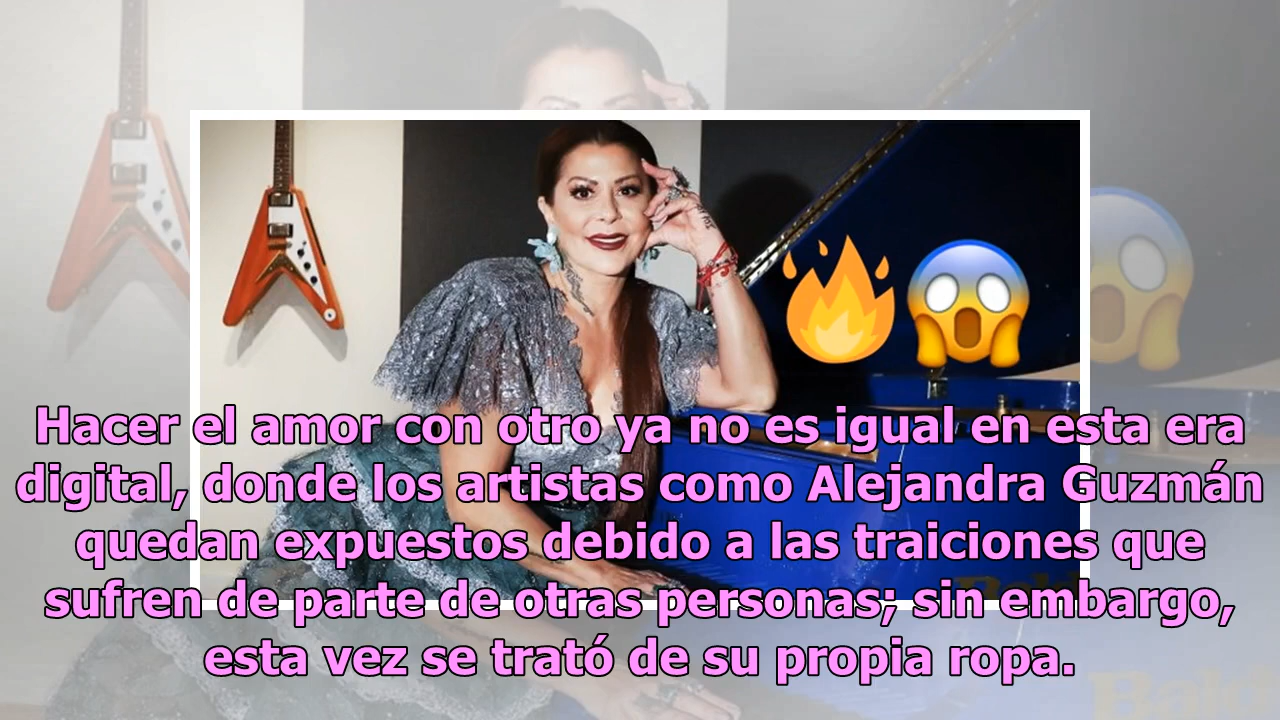 Hacer el amor con otro ya no es igual en esta era
digital, donde los artistas como Alejandra Guzmán
quedan expuestos debido a las traiciones que
sufren de parte de otras personas; sin embargo,
esta vez se trató de su propia ropa.